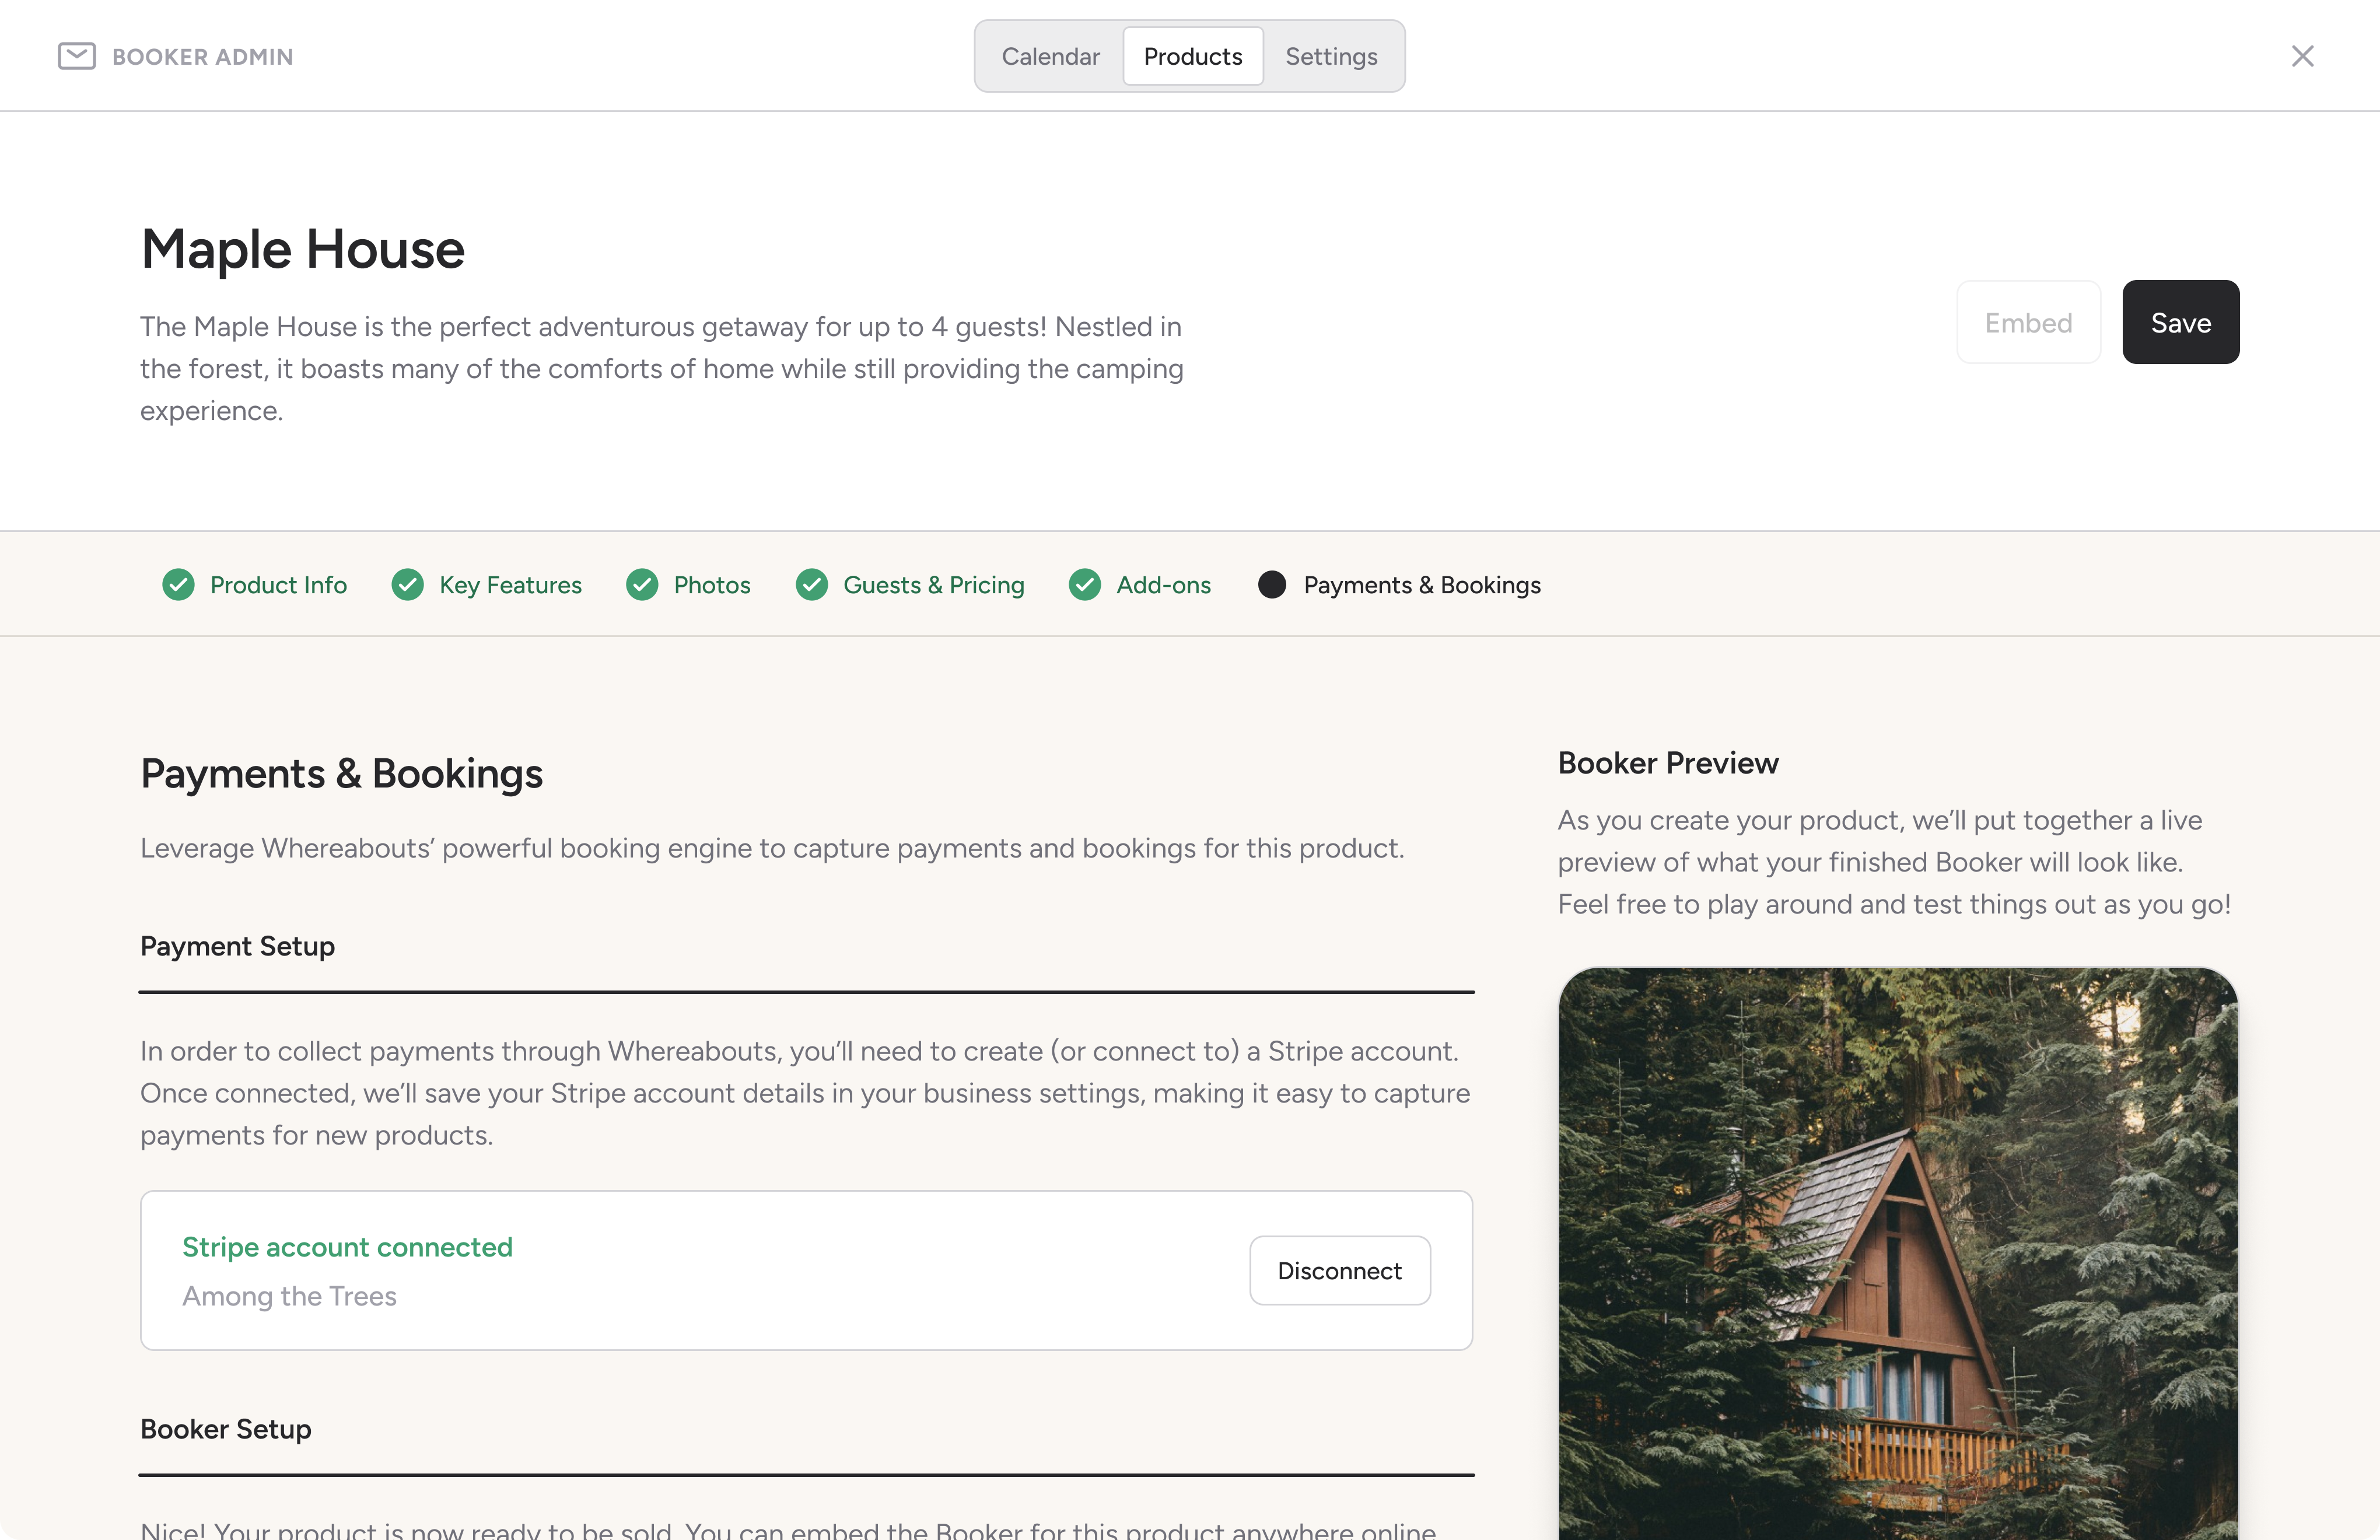 BOOKER ADMIN
Calendar
Products
Settings
Maple House
The Maple House is the perfect adventurous getaway for up to 4 guests! Nestled in
the forest, it boasts many of the comforts of home while still providing the camping
experience.
Embed
Save
Product Info
Key Features
Photos
Guests & Pricing
Add-ons
Payments & Bookings
Payments & Bookings
Leverage Whereabouts’ powerful booking engine to capture payments and bookings for this product.
Payment Setup
In order to collect payments through Whereabouts, you’ll need to create (or connect to) a Stripe account.
Once connected, we’ll save your Stripe account details in your business settings, making it easy to capture
payments for new products.
Stripe account connected
Among the Trees
Disconnect
Booker Setup
Nice! Your product is now ready to be sold. You can embed the Booker for this product anywhere online
Booker Preview
As you create your product, we’ll put together a live
preview of what your finished Booker will look like.
Feel free to play around and test things out as you go!